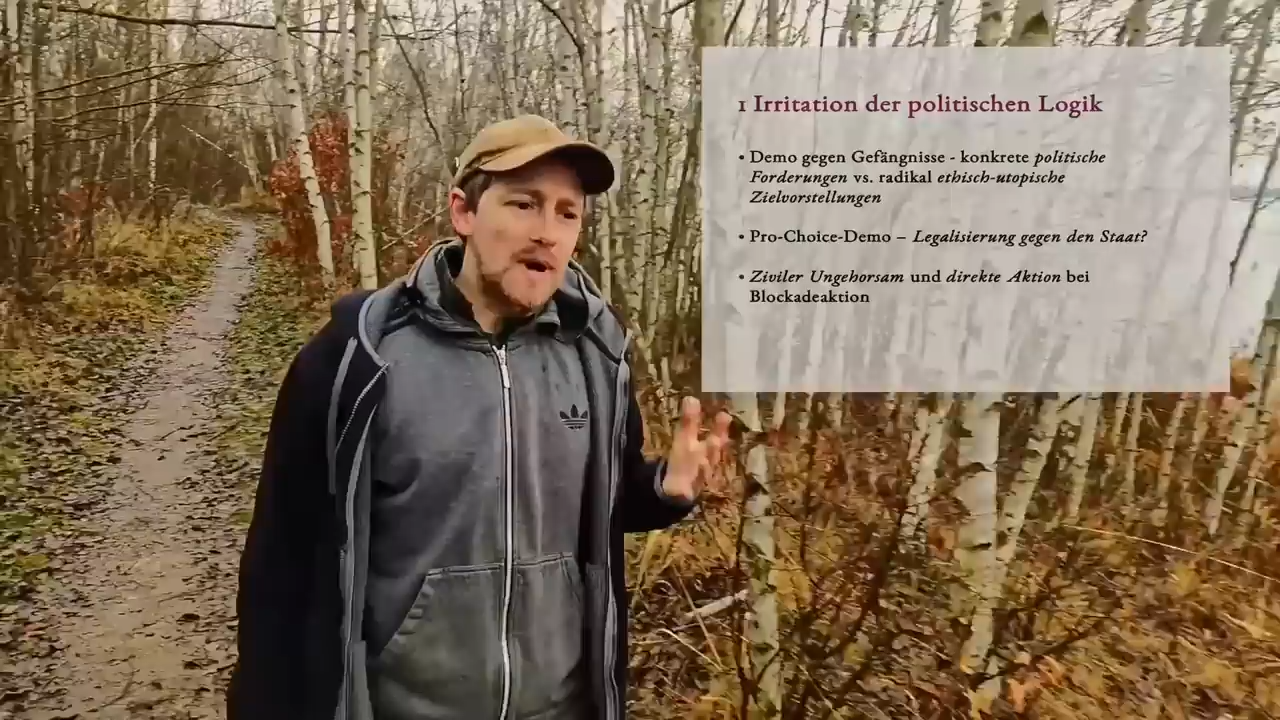 1 Irritation der politischen Logik
• Demo gegen Gefängnisse - konkrete politische
Forderungen vs. radikal ethisch-utopische
Zielvorstellungen
• Pro-Choice-Demo – Legalisierung gegen den Staat?
• Ziviler Ungehorsam und direkte Aktion bei
Blockadeaktion